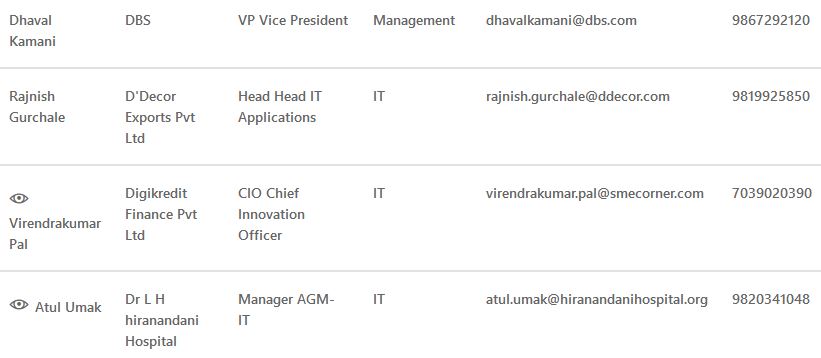 Dhaval Kamani DBS VP Vice President Management dhavalkamani@dbs.com 9867292120
Rajnish Gurchale D'Decor Exports Pvt Ltd Head Head IT Applications IT rajnish.gurchale@ddecor.com 9819925850
Virendrakumar Pal Digikredit Finance Pvt Ltd CIO Chief Innovation Officer IT virendrakumar.pal@smecorner.com 7039020390
Atul Umak Dr L H hiranandani Hospital Manager AGM-IT IT atul.umak@hiranandanihospital.org 9820341048